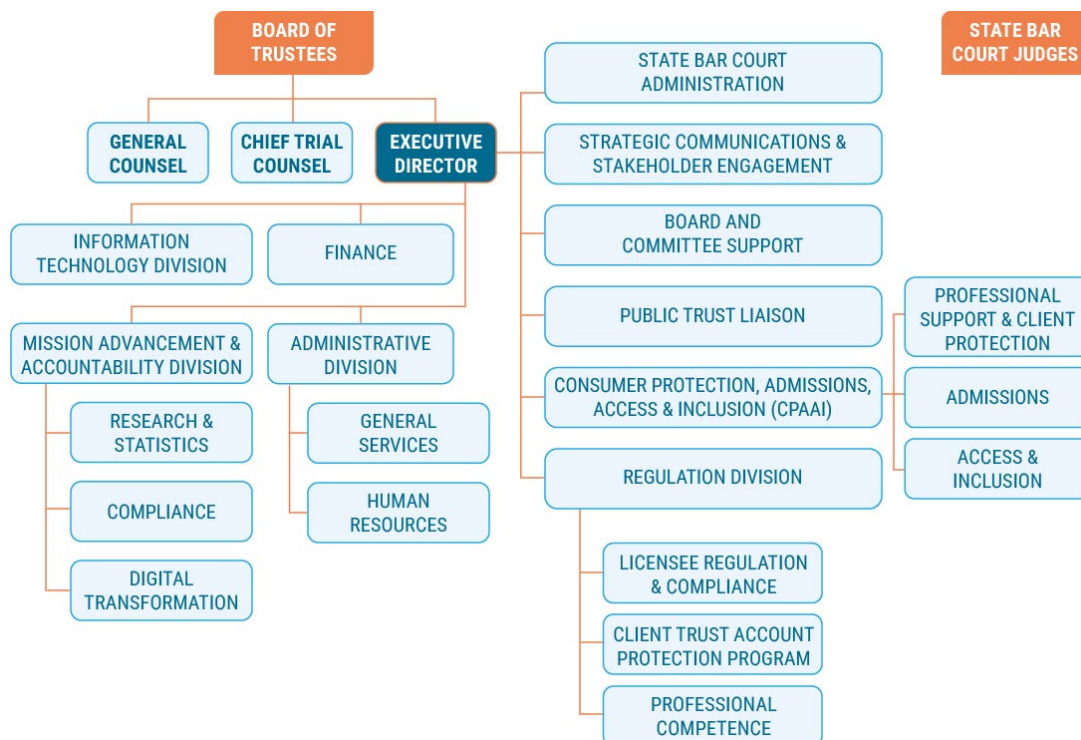 BOARD OF
TRUSTEES
STATE BAR
COURT JUDGES
GENERAL
COUNSEL
CHIEF TRIAL
COUNSEL
EXECUTIVE
DIRECTOR
STATE BAR COURT
ADMINISTRATION
STRATEGIC COMMUNICATIONS &
STAKEHOLDER ENGAGEMENT
BOARD AND
COMMITTEE SUPPORT
PUBLIC TRUST LIAISON
CONSUMER PROTECTION, ADMISSIONS,
ACCESS & INCLUSION (CPAAI)
REGULATION DIVISION
PROFESSIONAL
SUPPORT & CLIENT
PROTECTION
ADMISSIONS
ACCESS &
INCLUSION
LICENSEE REGULATION
& COMPLIANCE
CLIENT TRUST ACCOUNT
PROTECTION PROGRAM
PROFESSIONAL
COMPETENCE
INFORMATION
TECHNOLOGY DIVISION
FINANCE
MISSION ADVANCEMENT &
ACCOUNTABILITY DIVISION
RESEARCH &
STATISTICS
COMPLIANCE
DIGITAL
TRANSFORMATION
ADMINISTRATIVE
DIVISION
GENERAL
SERVICES
HUMAN
RESOURCES